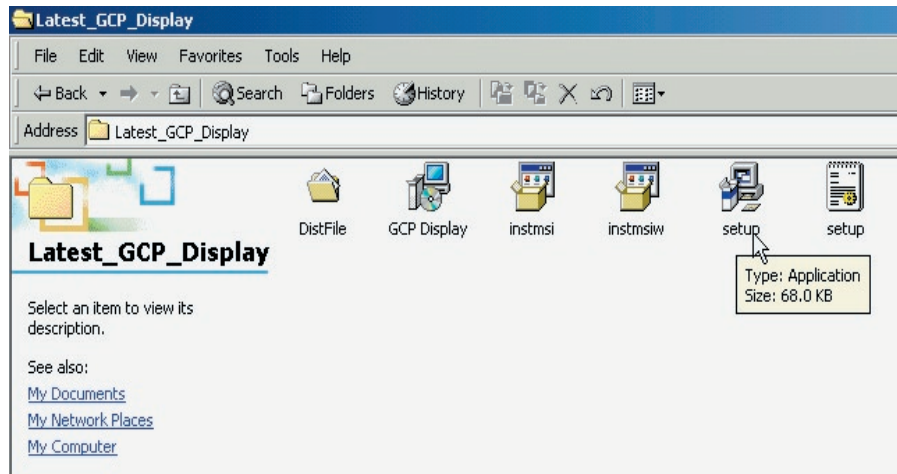 Latest_GCP_Display
File Edit View Favorites Tools Help
Back Search Folders History
Address Latest_GCP_Display
DistFile GCP Display instmsi instmsiw setup setup
Latest_GCP_Display
Type: Application
Size: 68.0 KB
Select an item to view its
description.
See also:
My Documents
My Network Places
My Computer